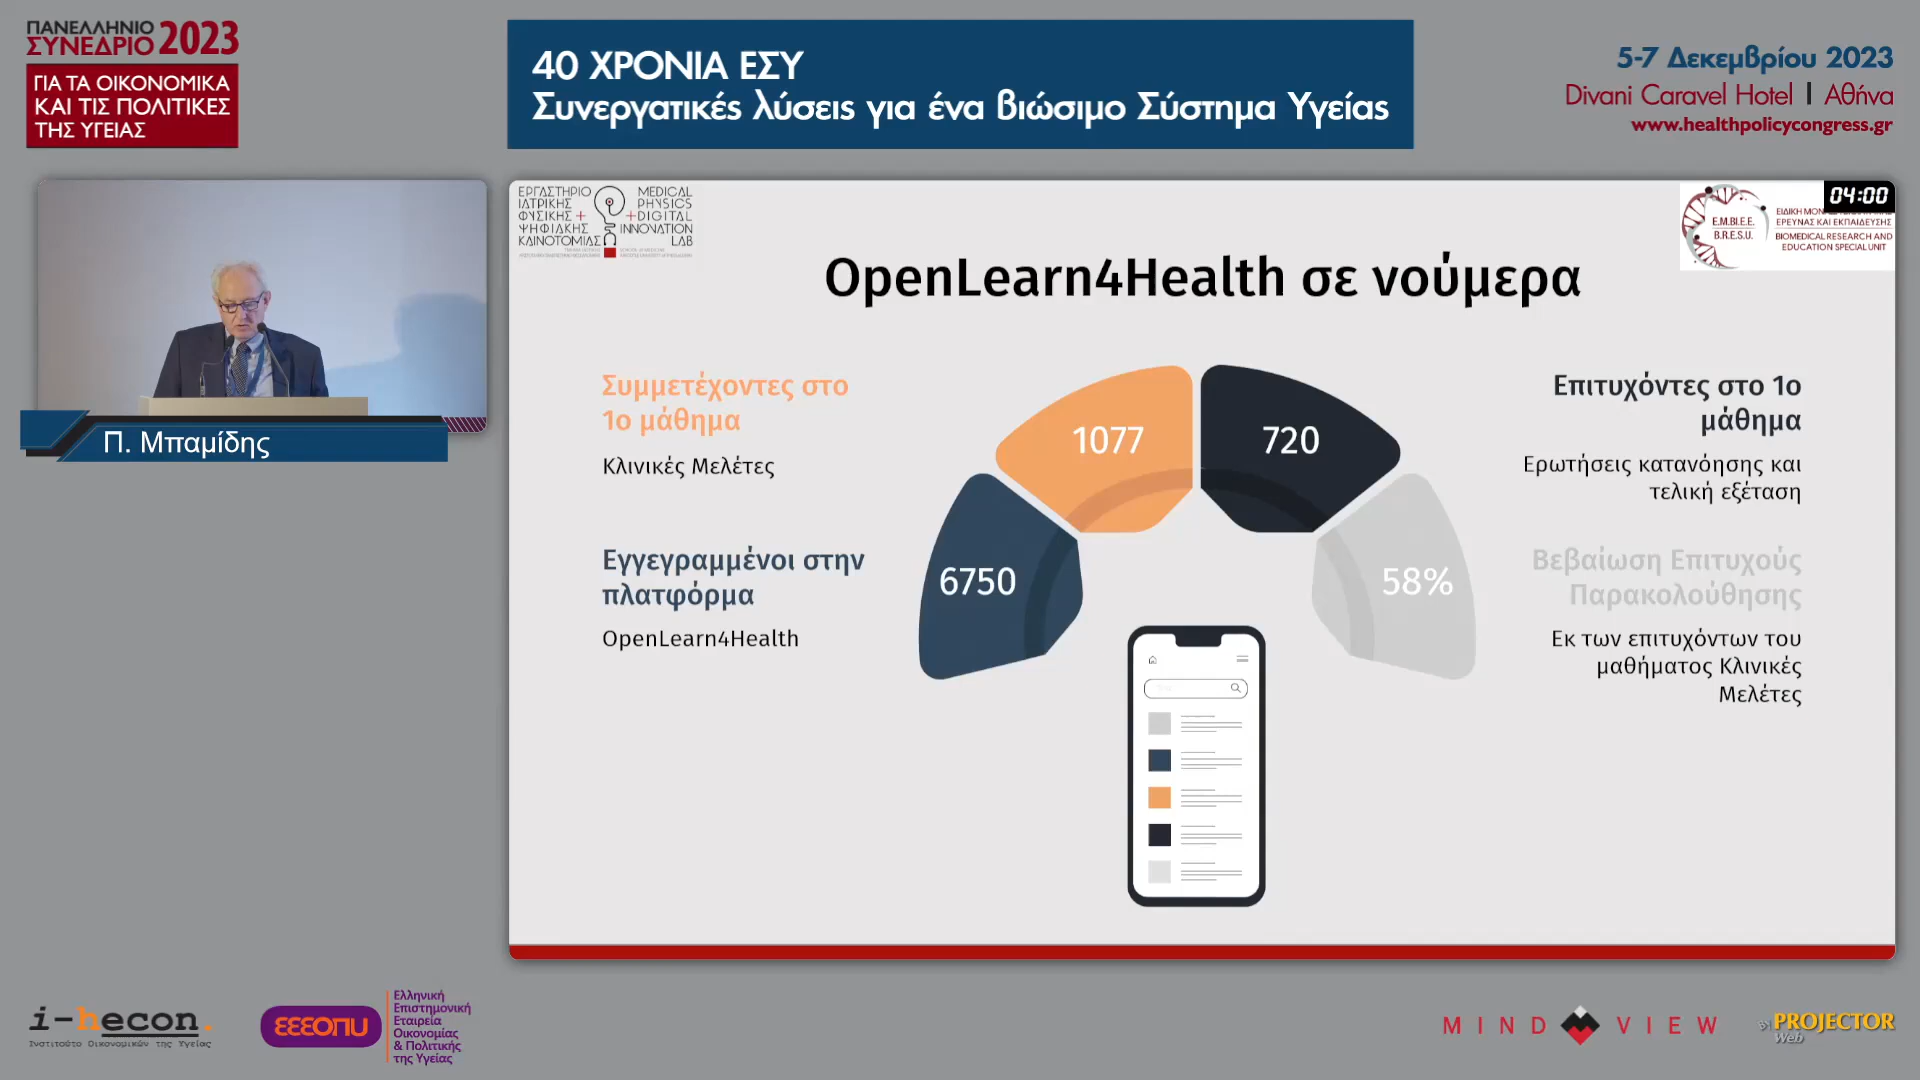 ΠΑΝΕΛΛΗΝΙΟ
ΣΥΝΕΔΡΙΟ 2023
ΓΙΑ ΤΑ ΟΙΚΟΝΟΜΙΚΑ
ΚΑΙ ΤΙΣ ΠΟΛΙΤΙΚΕΣ
ΤΗΣ ΥΓΕΙΑΣ
40 ΧΡΟΝΙΑ ΕΣΥ
Συνεργατικές λύσεις για ένα βιώσιμο Σύστημα Υγείας
5-7 Δεκεμβρίου 2023
Divani Caravel Hotel | Αθήνα
www.healthpolicycongress.gr
Π. Μπαμίδης
ΕΡΓΑΣΤΗΡΙΟ
ΙΑΤΡΙΚΗΣ
ΦΥΣΙΚΗΣ +
ΨΗΦΙΑΚΗΣ
ΚΑΙΝΟΤΟΜΙΑΣ
MEDICAL
PHYSICS
+DIGITAL
INNOVATION
LAB
04:00
Ε.Μ.ΒΙ.Ε.Ε.
B.R.E.S.U.
ΕΡΕΥΝΑΣ ΚΑΙ ΕΚΠΑΙΔΕΥΣΗΣ
BIOMEDICAL RESEARCH AND
EDUCATION SPECIAL UNIT
OpenLearn4Health σε νούμερα
Συμμετέχοντες στο
1ο μάθημα
Κλινικές Μελέτες
Εγγεγραμμένοι στην
πλατφόρμα
OpenLearn4Health
6750
1077
720
58%
Επιτυχόντες στο 1ο
μάθημα
Ερωτήσεις κατανόησης και
τελική εξέταση
Βεβαίωση Επιτυχούς
Παρακολούθησης
Εκ των επιτυχόντων του
μαθήματος Κλινικές
Μελέτες
i-hecon.
Ινστιτούτο Οικονομικών της Υγείας
εεεοπυ
Ελληνική
Επιστημονική
Εταιρεία
Οικονομίας
& Πολιτικής
της Υγείας
MIND VIEW
BY PROJECTOR
Web